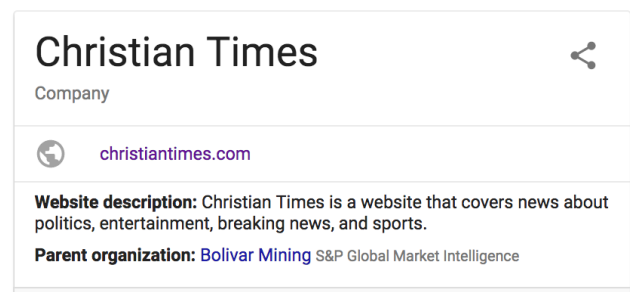 Christian Times
Company
christiantimes.com
Website description: Christian Times is a website that covers news about
politics, entertainment, breaking news, and sports.
Parent organization: Bolivar Mining S&P Global Market Intelligence